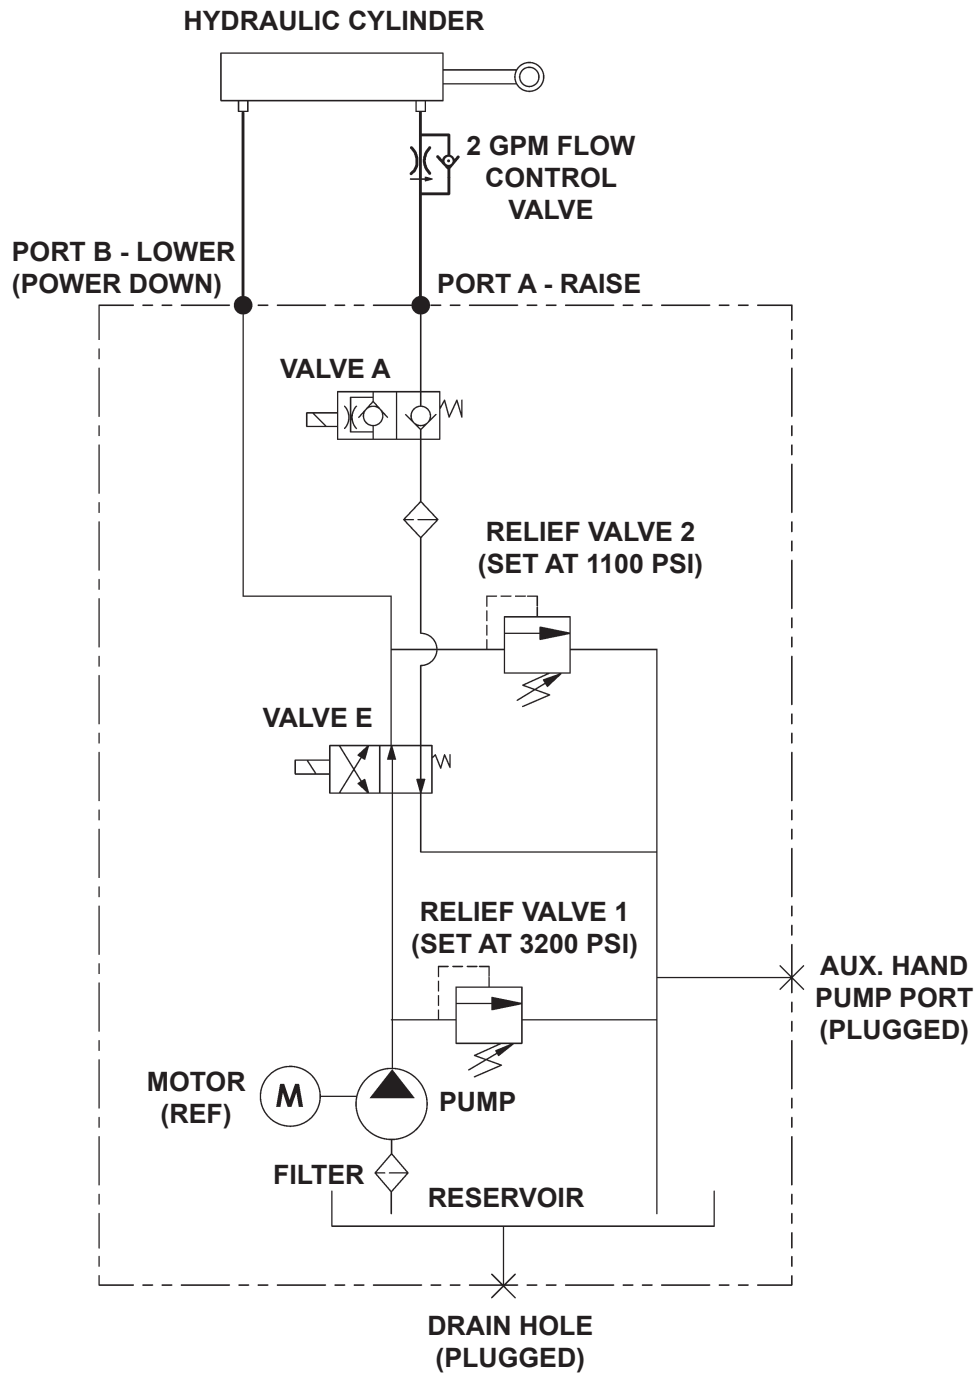 HYDRAULIC CYLINDER
2 GPM FLOW
CONTROL
VALVE
PORT B - LOWER
(POWER DOWN)
PORT A - RAISE
VALVE A
RELIEF VALVE 2
(SET AT 1100 PSI)
VALVE E
RELIEF VALVE 1
(SET AT 3200 PSI)
AUX. HAND
PUMP PORT
(PLUGGED)
MOTOR
(REF)
M
PUMP
FILTER
RESERVOIR
DRAIN HOLE
(PLUGGED)